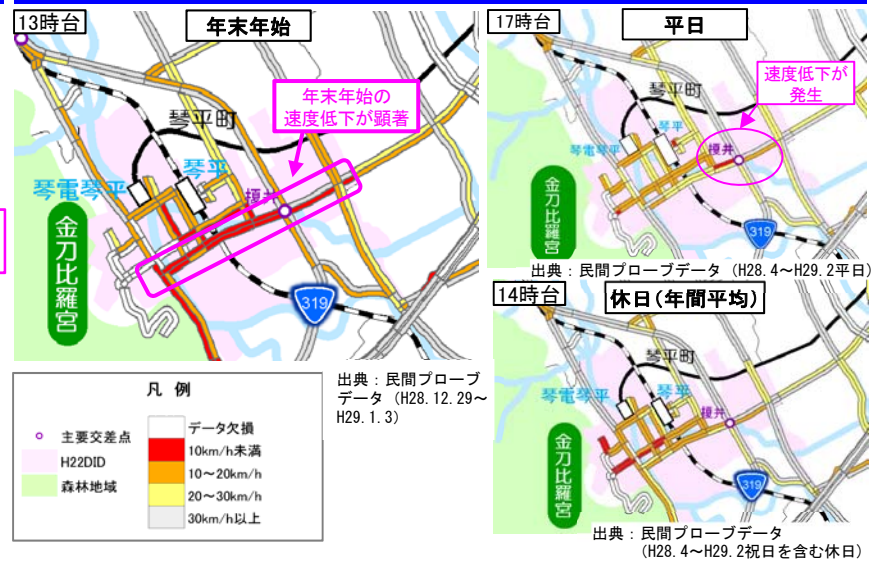 13時台
年末年始
年末年始の
速度低下が顕著
琴平町
琴平
琴電琴平
榎井
金刀比羅宮
319
出典：民間プローブ
データ（H28.12.29～
H29.1.3）
凡 例
主要交差点
H22DID
森林地域
データ欠損
10km/h未満
10～20km/h
20～30km/h
30km/h以上
17時台
平日
速度低下が
発生
琴平町
琴平
琴電琴平
榎井
金刀比羅宮
319
出典：民間プローブデータ（H28.4～H29.2平日）
14時台
休日（年間平均）
琴平町
琴平
琴電琴平
榎井
金刀比羅宮
319
出典：民間プローブデータ
（H28.4～H29.2祝日を含む休日）